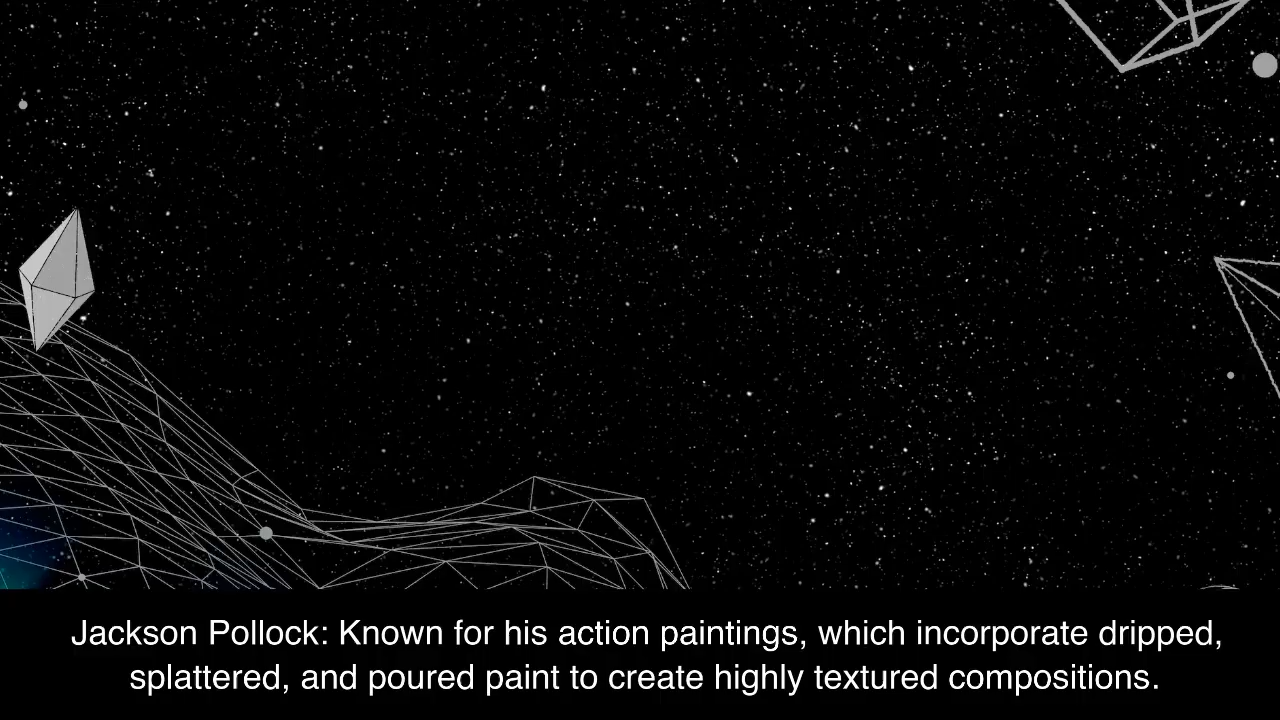 Jackson Pollock: Known for his action paintings, which incorporate dripped,
splattered, and poured paint to create highly textured compositions.